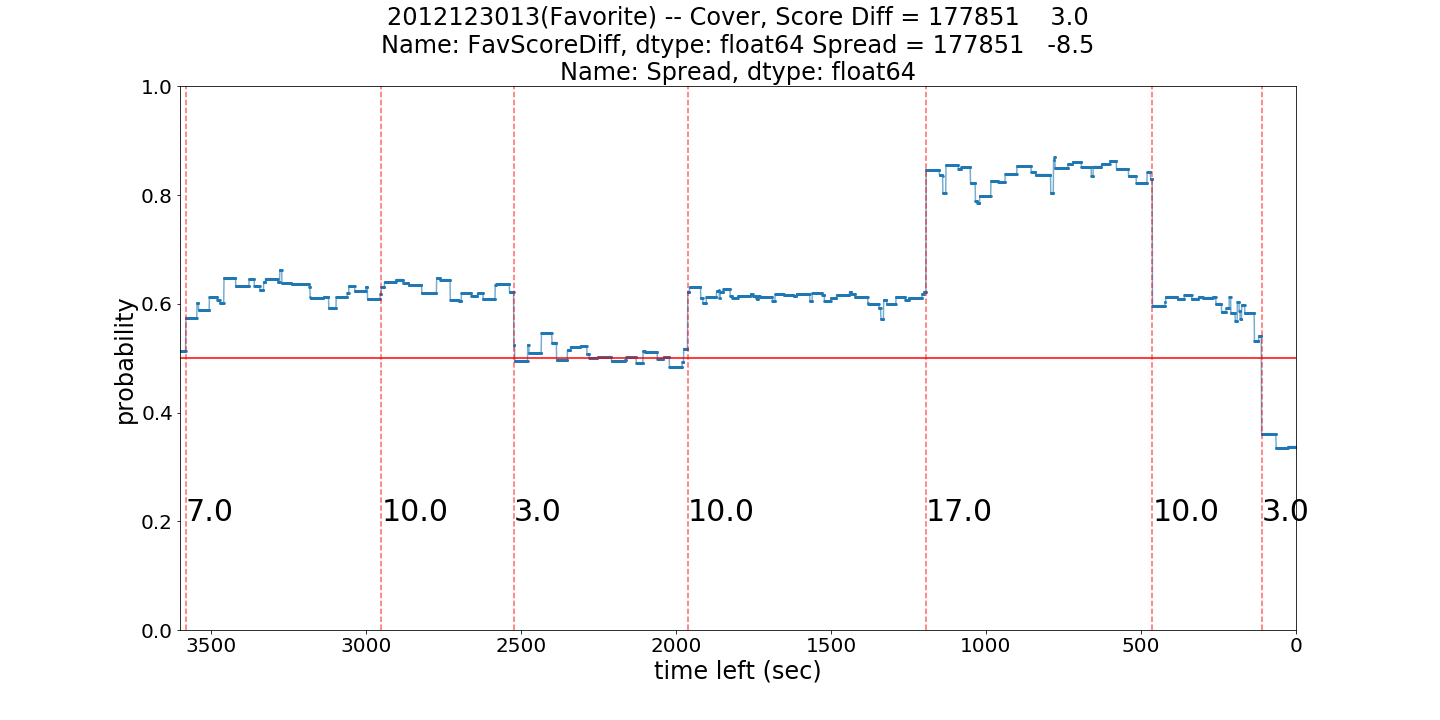 2012123013(Favorite) -- Cover, Score Diff = 177851    3.0
Name: FavScoreDiff, dtype: float64 Spread = 177851   -8.5
Name: Spread, dtype: float64
1.0
0.8
0.6
0.4
0.2
0.0
probability
7.0 10.0 3.0 10.0 17.0 10.0 3.0
3500 3000 2500 2000 1500 1000 500 0
time left (sec)